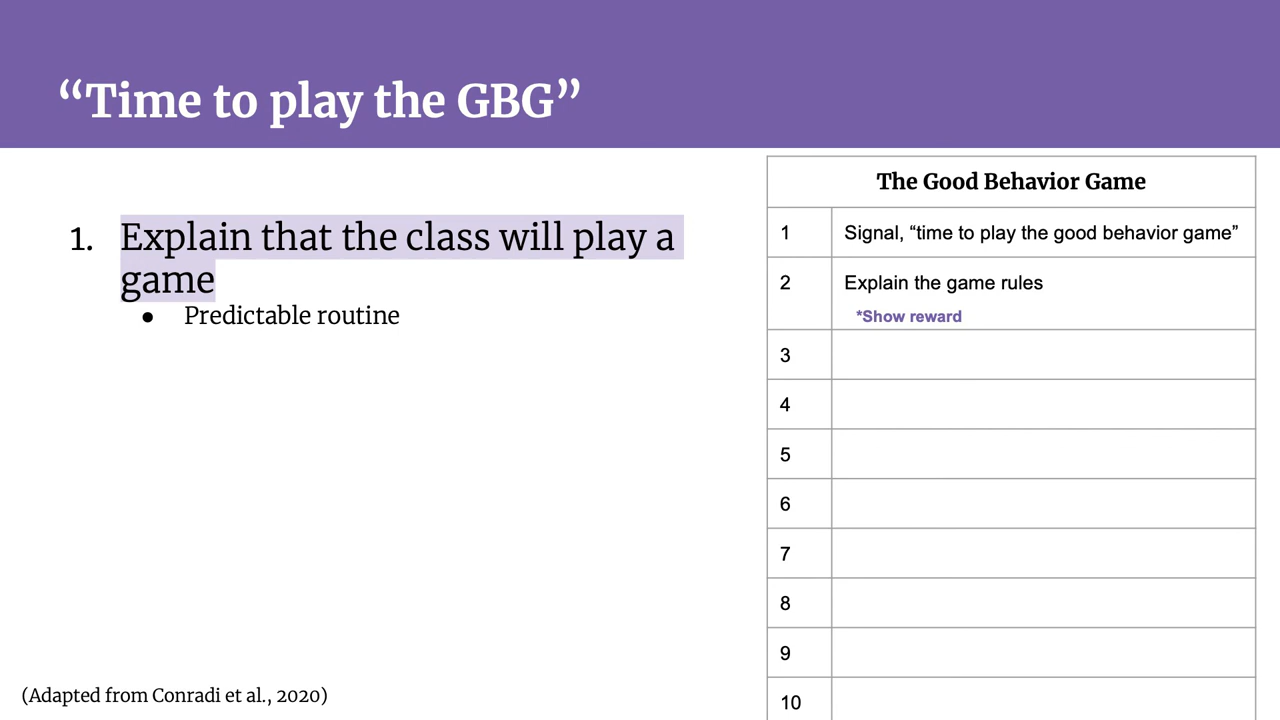 “Time to play the GBG”
1. Explain that the class will play a
game
● Predictable routine
(Adapted from Conradi et al., 2020)
The Good Behavior Game
1 Signal, “time to play the good behavior game”
2 Explain the game rules
*Show reward
3
4
5
6
7
8
9
10